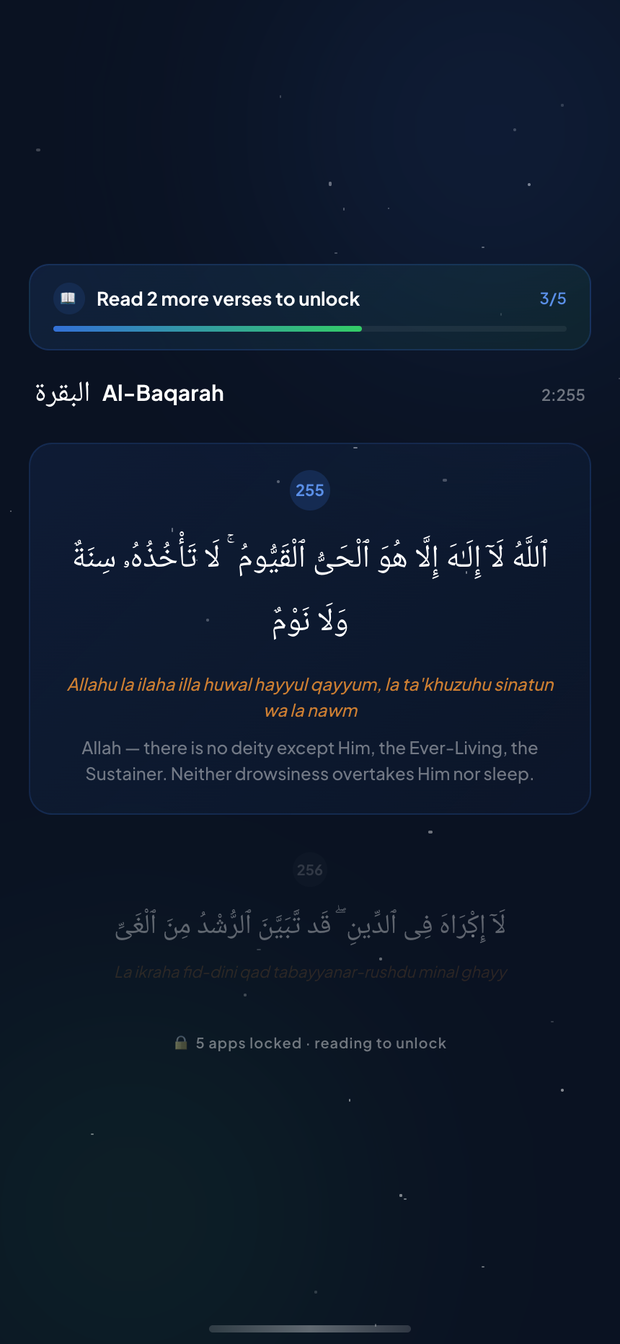 Read 2 more verses to unlock 3/5
البقرة Al-Baqarah 2:255
255
ٱللَّهُ لَآ إِلَـٰهَ إِلَّا هُوَ ٱلْحَىُّ ٱلْقَيُّومُ ۚ لَا تَأْخُذُهُۥ سِنَةٌ
وَلَا نَوْمٌ
Allahu la ilaha illa huwal hayyul qayyum, la ta'khuzuhu sinatun
wa la nawm
Allah — there is no deity except Him, the Ever-Living, the
Sustainer. Neither drowsiness overtakes Him nor sleep.
256
لَآ إِكْرَاهَ فِى ٱلدِّينِ ۖ قَد تَّبَيَّنَ ٱلرُّشْدُ مِنَ ٱلْغَىِّ
La ikraha fid-dini qad tabayyanar-rushdu minal ghayy
5 apps locked · reading to unlock